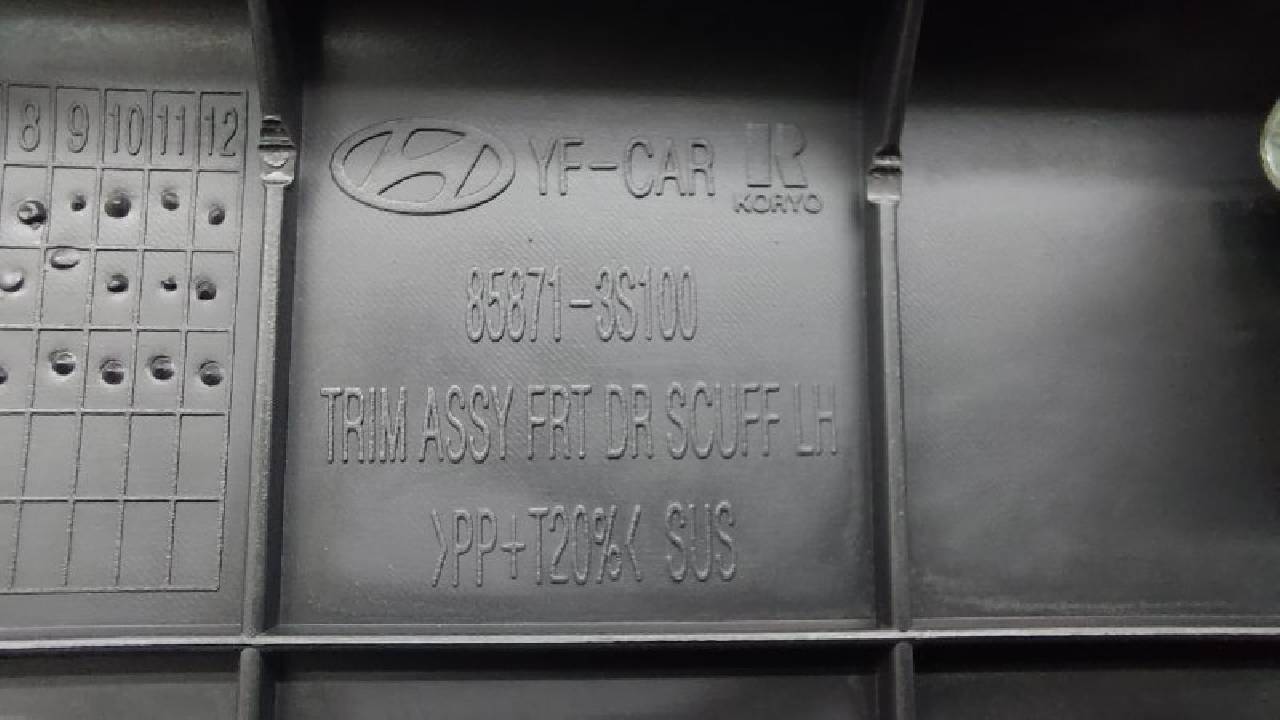 8 9 10 11 12
YF-CAR
KORYO
85871-3S100
TRIM ASSY FRT DR SCUFF LH
>PP+T20%< SUS